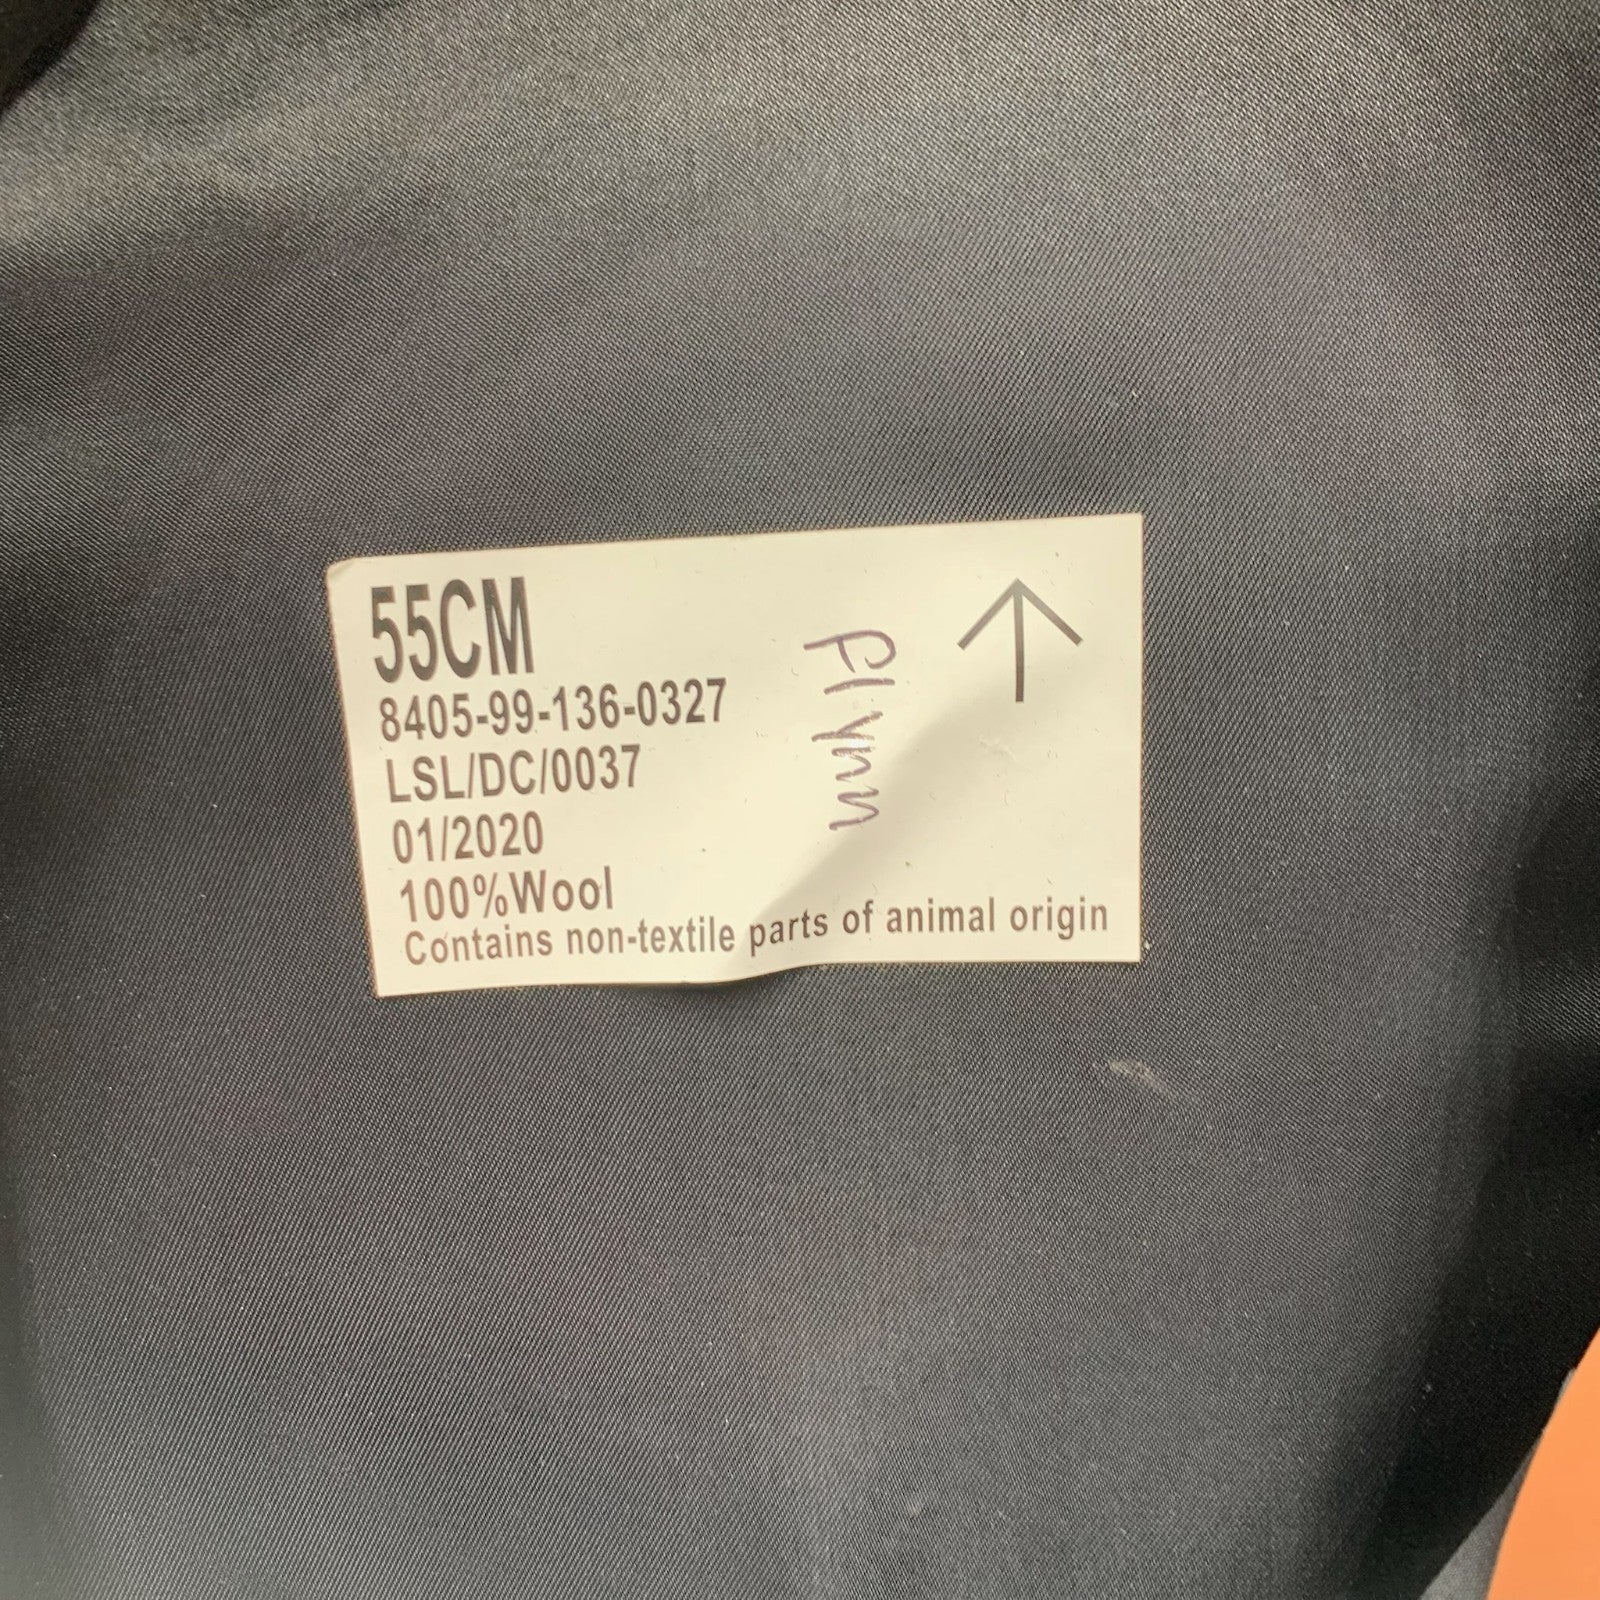 55CM
8405-99-136-0327
LSL/DC/0037
01/2020
100%Wool
Contains non-textile parts of animal origin
Flynn